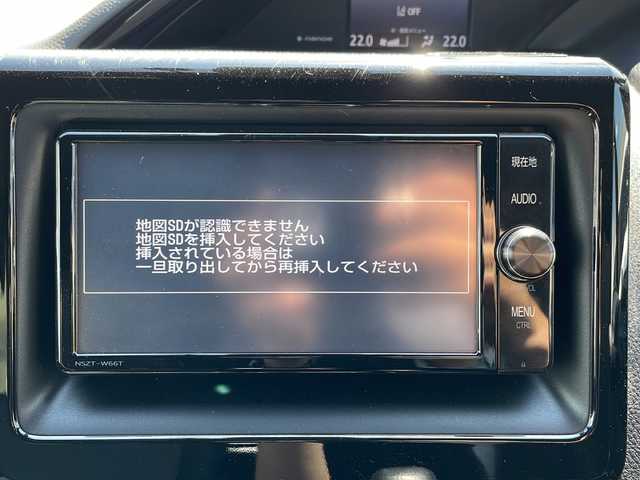 OFF
nanoe
22.0
22.0
現在地
AUDIO
地図SDが認識できません
地図SDを挿入してください
挿入されている場合は
一旦取り出してから再挿入してください
VOL
MENU
CTRL
NSZT-W66T